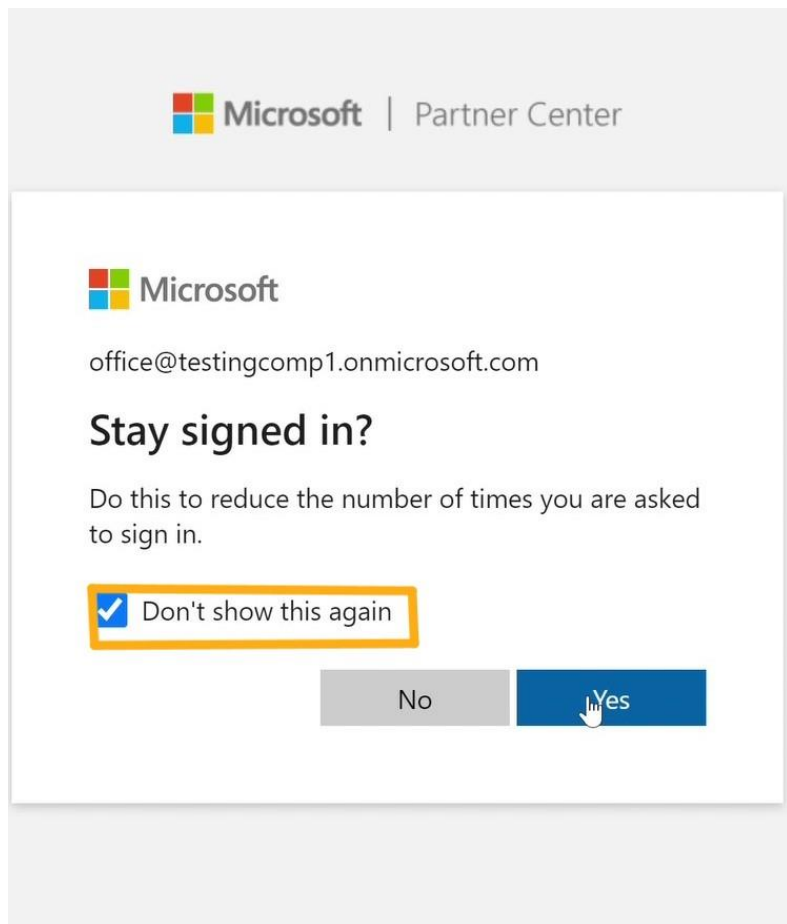 Microsoft | Partner Center
Microsoft
office@testingcomp1.onmicrosoft.com
Stay signed in?
Do this to reduce the number of times you are asked
to sign in.
Don't show this again
No Yes